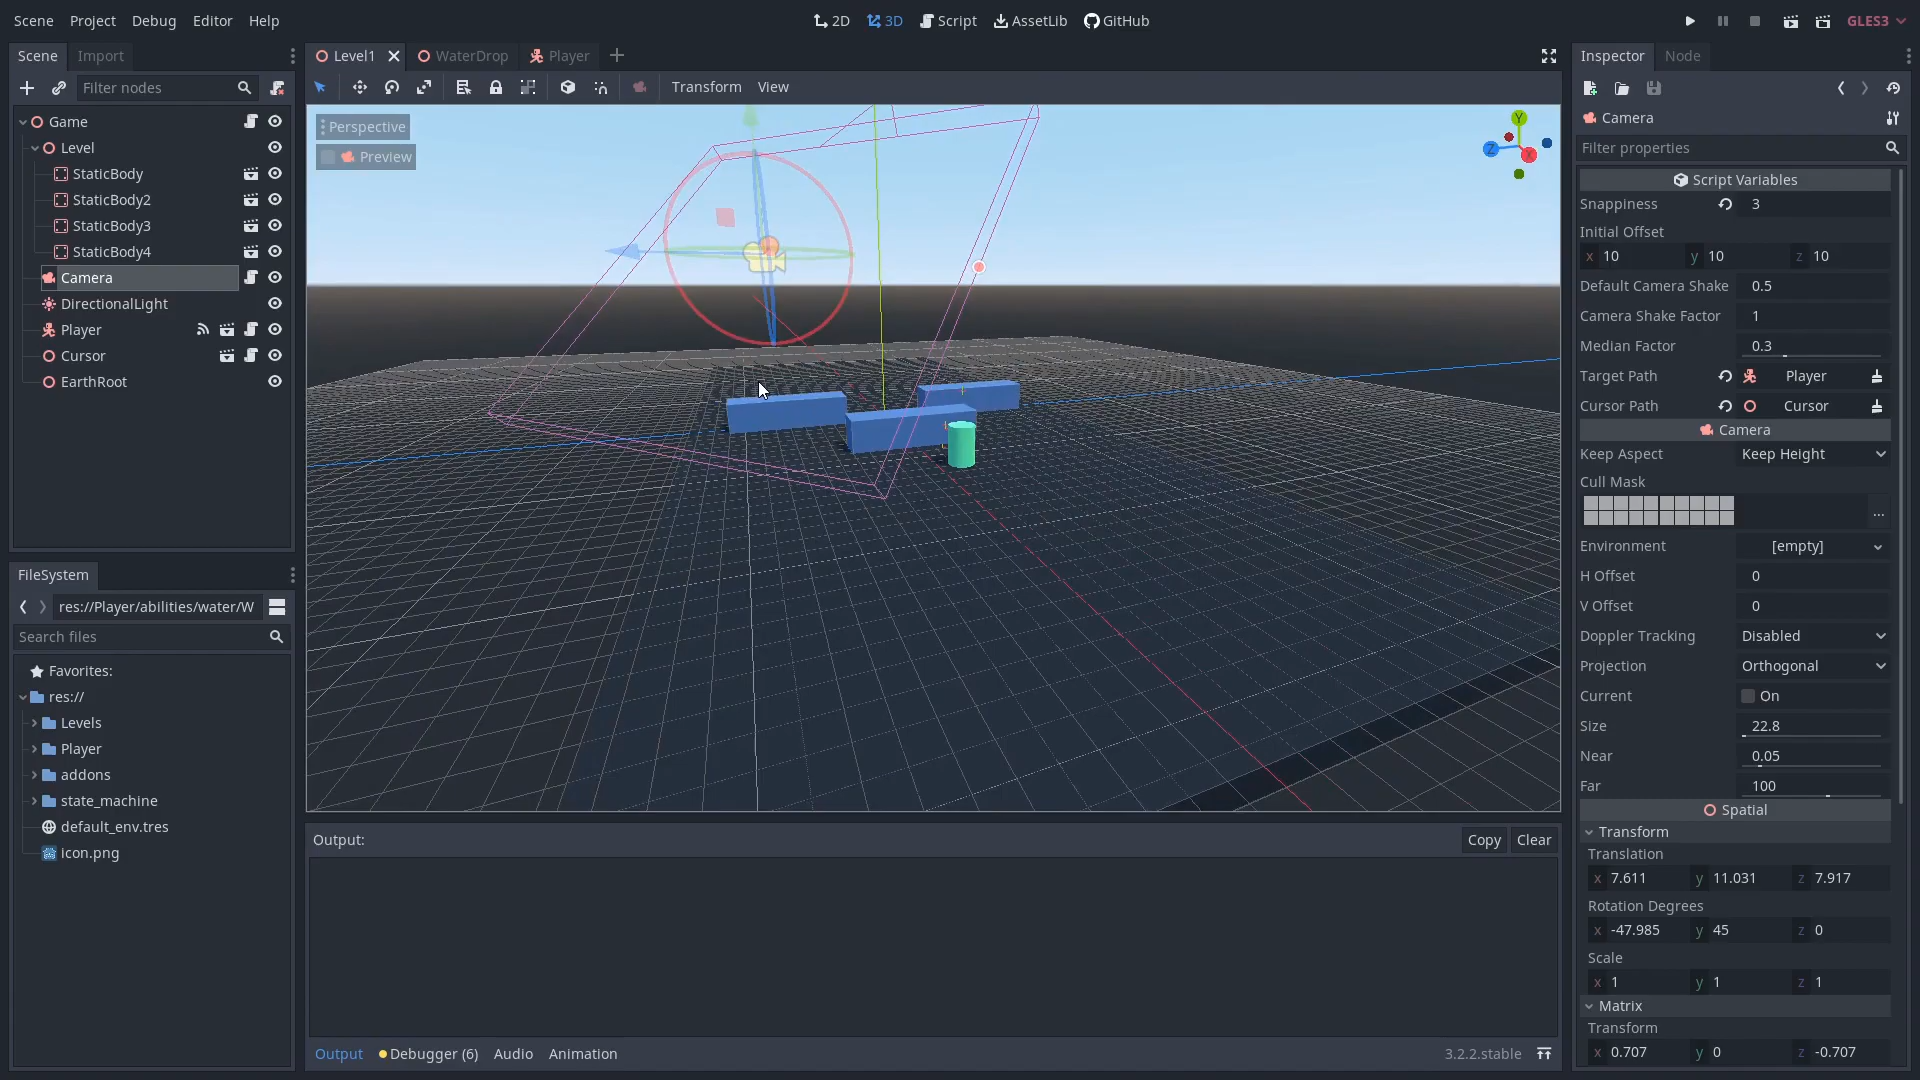 Scene Project Debug Editor Help 2D 3D Script AssetLib GitHub GLES3
Scene Import
Filter nodes
Game
Level
StaticBody
StaticBody2
StaticBody3
StaticBody4
Camera
DirectionalLight
Player
Cursor
EarthRoot
FileSystem
res://Player/abilities/water/W
Search files
Favorites:
res://
Levels
Player
addons
state_machine
default_env.tres
icon.png
Level1 WaterDrop Player
Transform View
Perspective
Preview
Y
Z X
Output: Copy Clear
Output Debugger (6) Audio Animation 3.2.2.stable
Inspector Node
Camera
Filter properties
Script Variables
Snappiness 3
Initial Offset
x 10 y 10 z 10
Default Camera Shake 0.5
Camera Shake Factor 1
Median Factor 0.3
Target Path Player
Cursor Path Cursor
Camera
Keep Aspect Keep Height
Cull Mask
...
Environment [empty]
H Offset 0
V Offset 0
Doppler Tracking Disabled
Projection Orthogonal
Current On
Size 22.8
Near 0.05
Far 100
Spatial
Transform
Translation
x 7.611 y 11.031 z 7.917
Rotation Degrees
x -47.985 y 45 z 0
Scale
x 1 y 1 z 1
Matrix
Transform
x 0.707 y 0 z -0.707